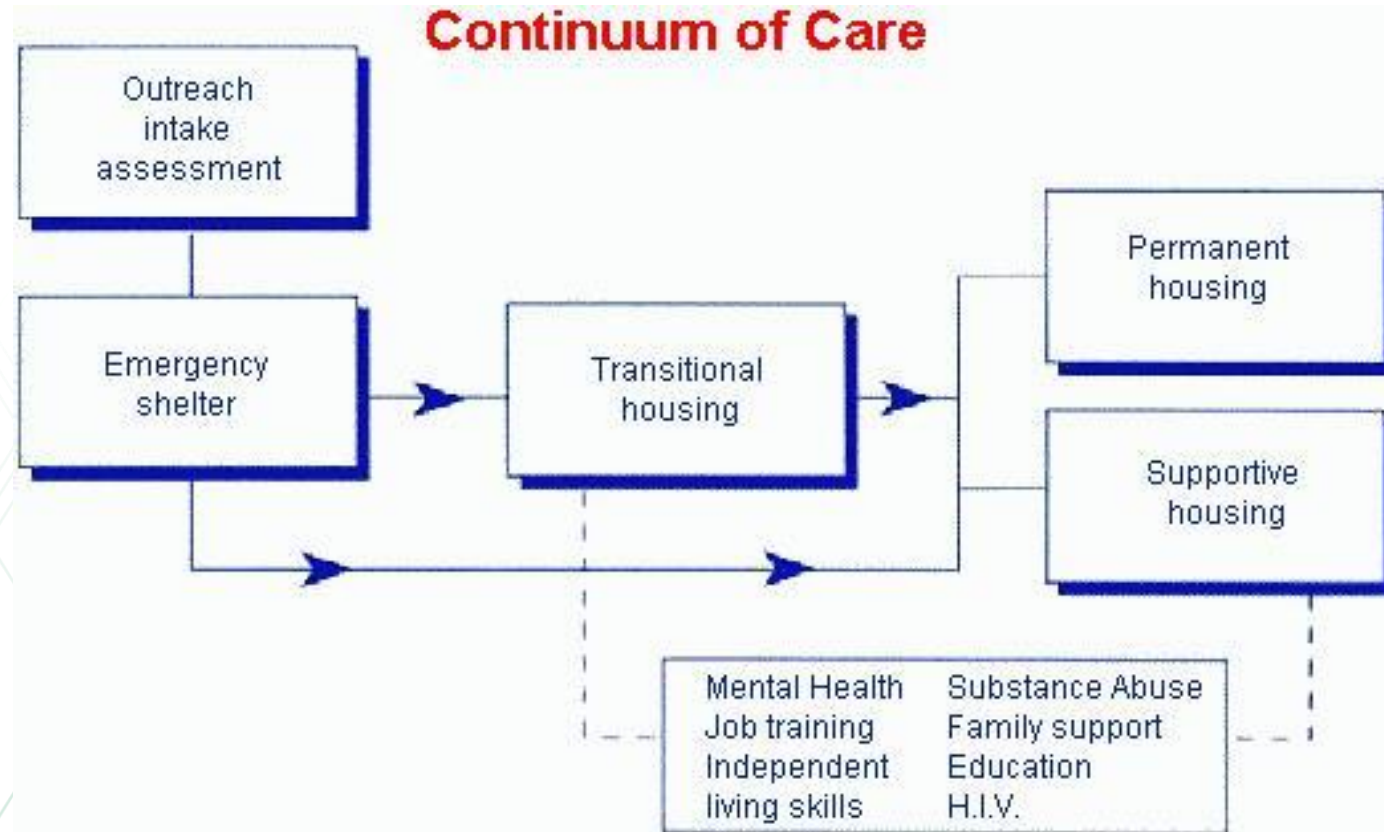 Continuum of Care
Outreach
intake
assessment
Emergency
shelter
Transitional
housing
Permanent
housing
Supportive
housing
Mental Health Substance Abuse
Job training Family support
Independent Education
living skills H.I.V.